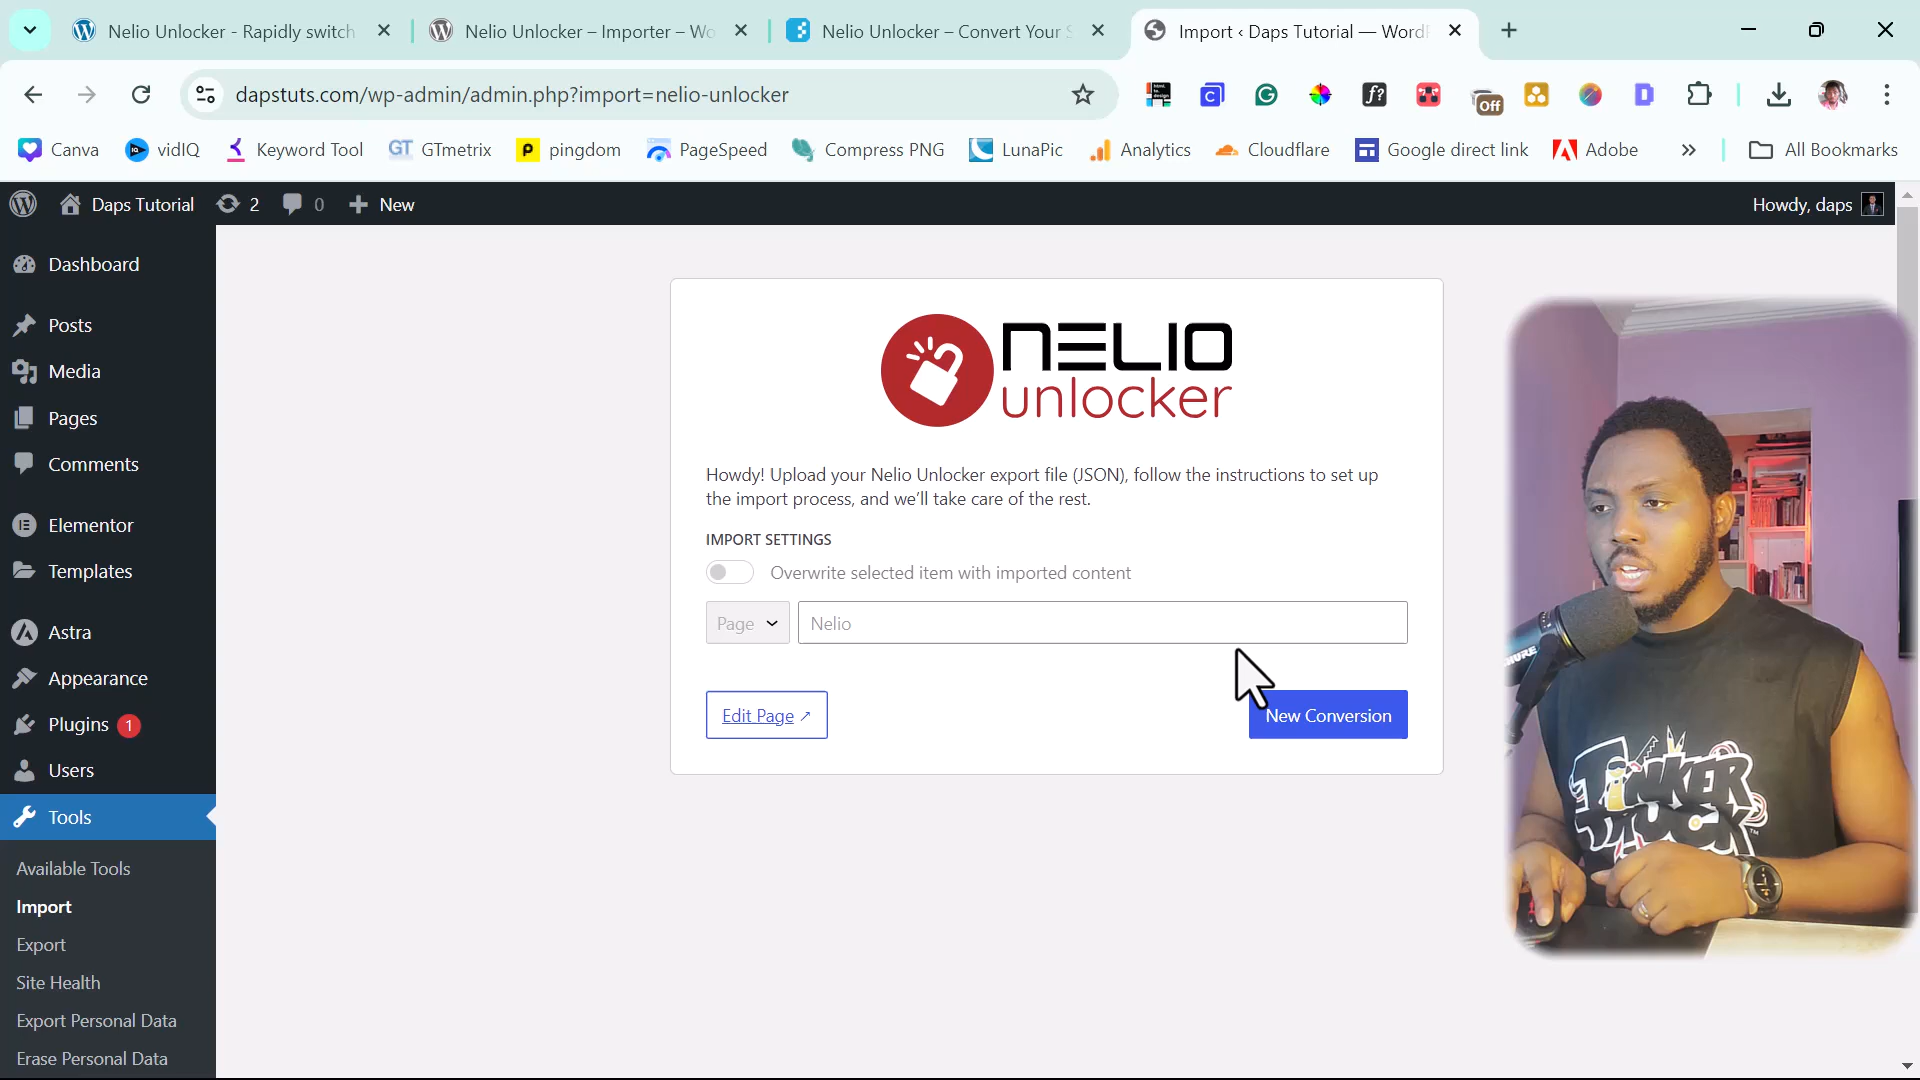 Nelio Unlocker - Rapidly switch
Nelio Unlocker – Importer – Wo
Nelio Unlocker – Convert Your S
Import ‹ Daps Tutorial — WordP
dapstuts.com/wp-admin/admin.php?import=nelio-unlocker
Off
Canva
vidIQ
Keyword Tool
GTmetrix
pingdom
PageSpeed
Compress PNG
LunaPic
Analytics
Cloudflare
Google direct link
Adobe
All Bookmarks
Daps Tutorial
2
0
New
Howdy, daps
Dashboard
Posts
Media
Pages
Comments
Elementor
Templates
Astra
Appearance
Plugins 1
Users
Tools
Available Tools
Import
Export
Site Health
Export Personal Data
Erase Personal Data
NELIO
unlocker
Howdy! Upload your Nelio Unlocker export file (JSON), follow the instructions to set up
the import process, and we’ll take care of the rest.
IMPORT SETTINGS
Overwrite selected item with imported content
Page
Nelio
Edit Page ↗
New Conversion